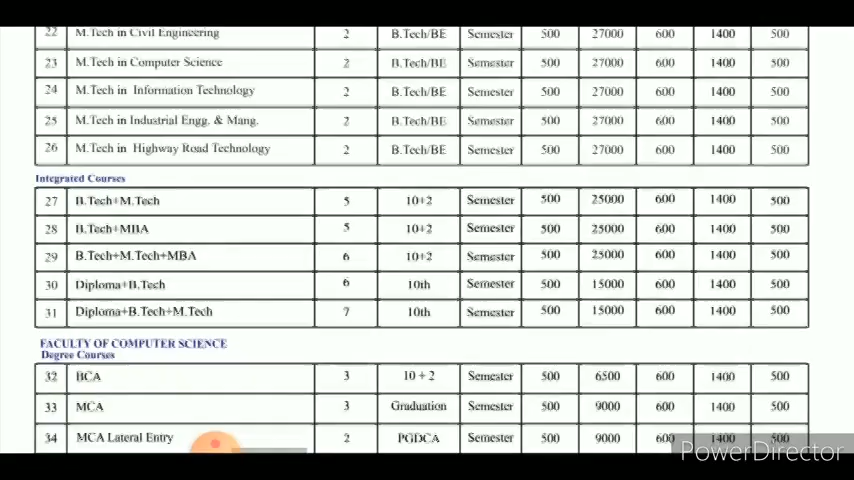 22 M.Tech in Civil Engineering 2 B.Tech/BE Semester 500 27000 600 1400 500
23 M.Tech in Computer Science 2 B.Tech/BE Semester 500 27000 600 1400 500
24 M.Tech in Information Technology 2 B.Tech/BE Semester 500 27000 600 1400 500
25 M.Tech in Industrial Engg. & Mang. 2 B.Tech/BE Semester 500 27000 600 1400 500
26 M.Tech in Highway Road Technology 2 B.Tech/BE Semester 500 27000 600 1400 500
Integrated Courses
27 B.Tech+M.Tech 5 10+2 Semester 500 25000 600 1400 500
28 B.Tech+MBA 5 10+2 Semester 500 25000 600 1400 500
29 B.Tech+M.Tech+MBA 6 10+2 Semester 500 25000 600 1400 500
30 Diploma+B.Tech 6 10th Semester 500 15000 600 1400 500
31 Diploma+B.Tech+M.Tech 7 10th Semester 500 15000 600 1400 500
FACULTY OF COMPUTER SCIENCE
Degree Courses
32 BCA 3 10 + 2 Semester 500 6500 600 1400 500
33 MCA 3 Graduation 500 9000 600 1400 500 Semester
34 MCA Lateral Entry 2 PGDCA Semester 500 9000 600 1400 500
PowerDirector